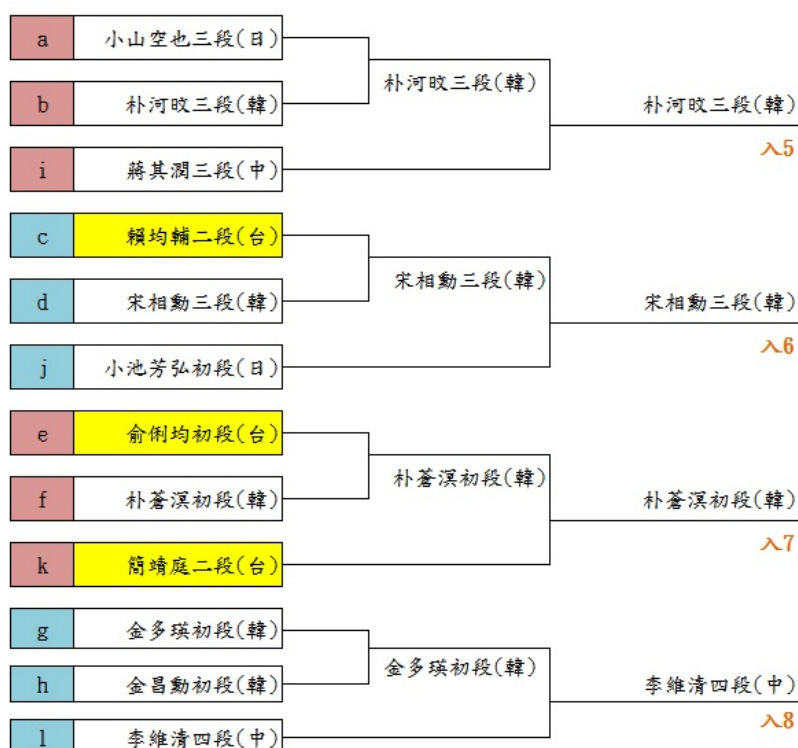 a 小山空也三段(日)
b 朴河旼三段(韓)
朴河旼三段(韓)
朴河旼三段(韓)
入5
i 蔣其潤三段(中)
c 賴均輔二段(台)
d 宋相勳三段(韓)
宋相勳三段(韓)
宋相勳三段(韓)
入6
j 小池芳弘初段(日)
e 俞俐均初段(台)
f 朴蒼溟初段(韓)
朴蒼溟初段(韓)
朴蒼溟初段(韓)
入7
k 簡靖庭二段(台)
g 金多瑛初段(韓)
h 金昌勳初段(韓)
金多瑛初段(韓)
李維清四段(中)
入8
l 李維清四段(中)